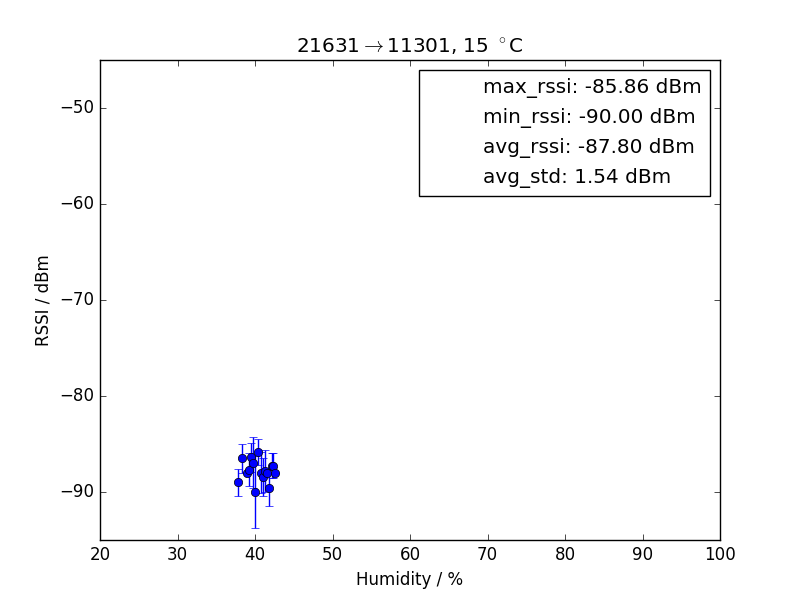 21631→11301, 15 °C
max_rssi: -85.86 dBm
min_rssi: -90.00 dBm
avg_rssi: -87.80 dBm
avg_std: 1.54 dBm
−50
−60
−70
−80
−90
RSSI / dBm
20 30 40 50 60 70 80 90 100
Humidity / %